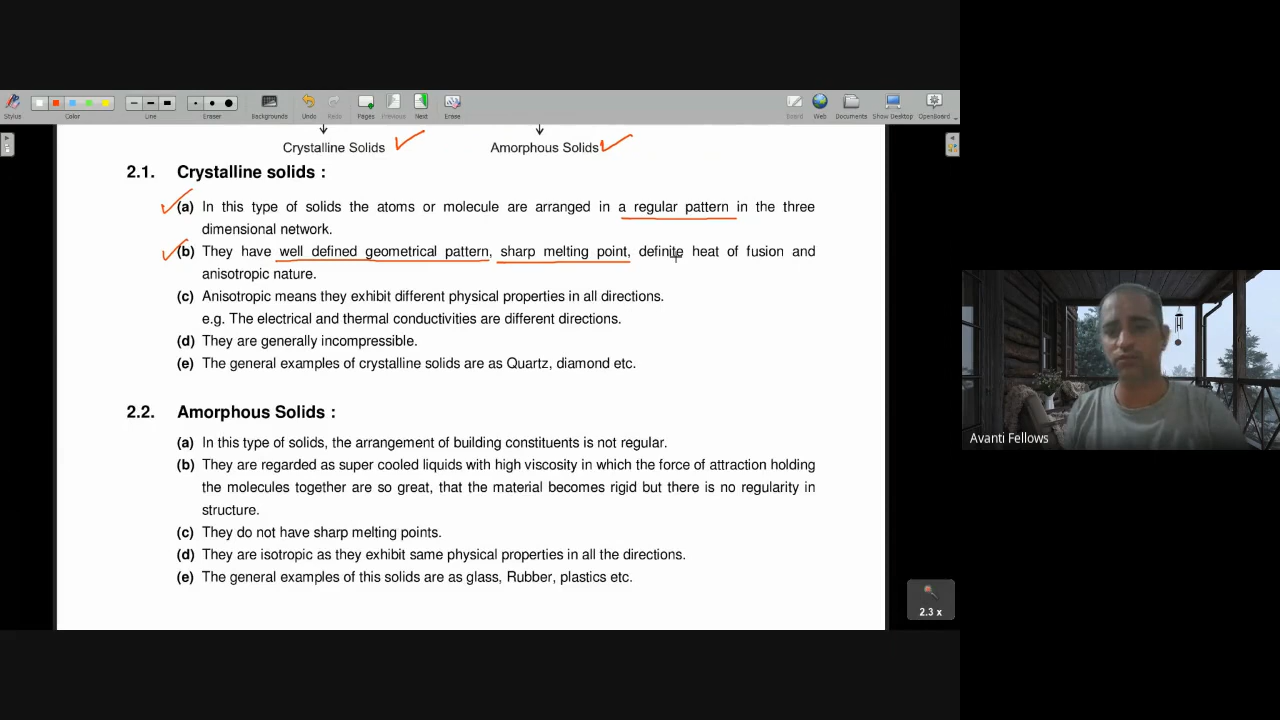 Stylus
Color
Line
Eraser
Backgrounds
Undo
Redo
Pages
Previous
Next
Erase
Board
Web
Documents
Show Desktop
OpenBoard
Crystalline Solids
Amorphous Solids
2.1. Crystalline solids :
(a) In this type of solids the atoms or molecule are arranged in a regular pattern in the three
dimensional network.
(b) They have well defined geometrical pattern, sharp melting point, definite heat of fusion and
anisotropic nature.
(c) Anisotropic means they exhibit different physical properties in all directions.
e.g. The electrical and thermal conductivities are different directions.
(d) They are generally incompressible.
(e) The general examples of crystalline solids are as Quartz, diamond etc.
2.2. Amorphous Solids :
(a) In this type of solids, the arrangement of building constituents is not regular.
(b) They are regarded as super cooled liquids with high viscosity in which the force of attraction holding
the molecules together are so great, that the material becomes rigid but there is no regularity in
structure.
(c) They do not have sharp melting points.
(d) They are isotropic as they exhibit same physical properties in all the directions.
(e) The general examples of this solids are as glass, Rubber, plastics etc.
2.3 x
Avanti Fellows